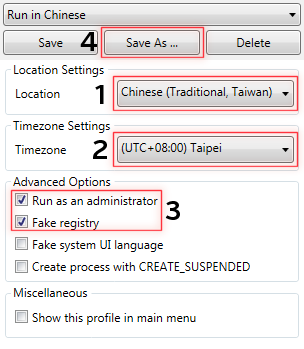 Run in Chinese
Save 4 Save As ... Delete
Location Settings
Location 1 Chinese (Traditional, Taiwan)
Timezone Settings
Timezone 2 (UTC+08:00) Taipei
Advanced Options
Run as an administrator
3
Fake registry
Fake system UI language
Create process with CREATE_SUSPENDED
Miscellaneous
Show this profile in main menu